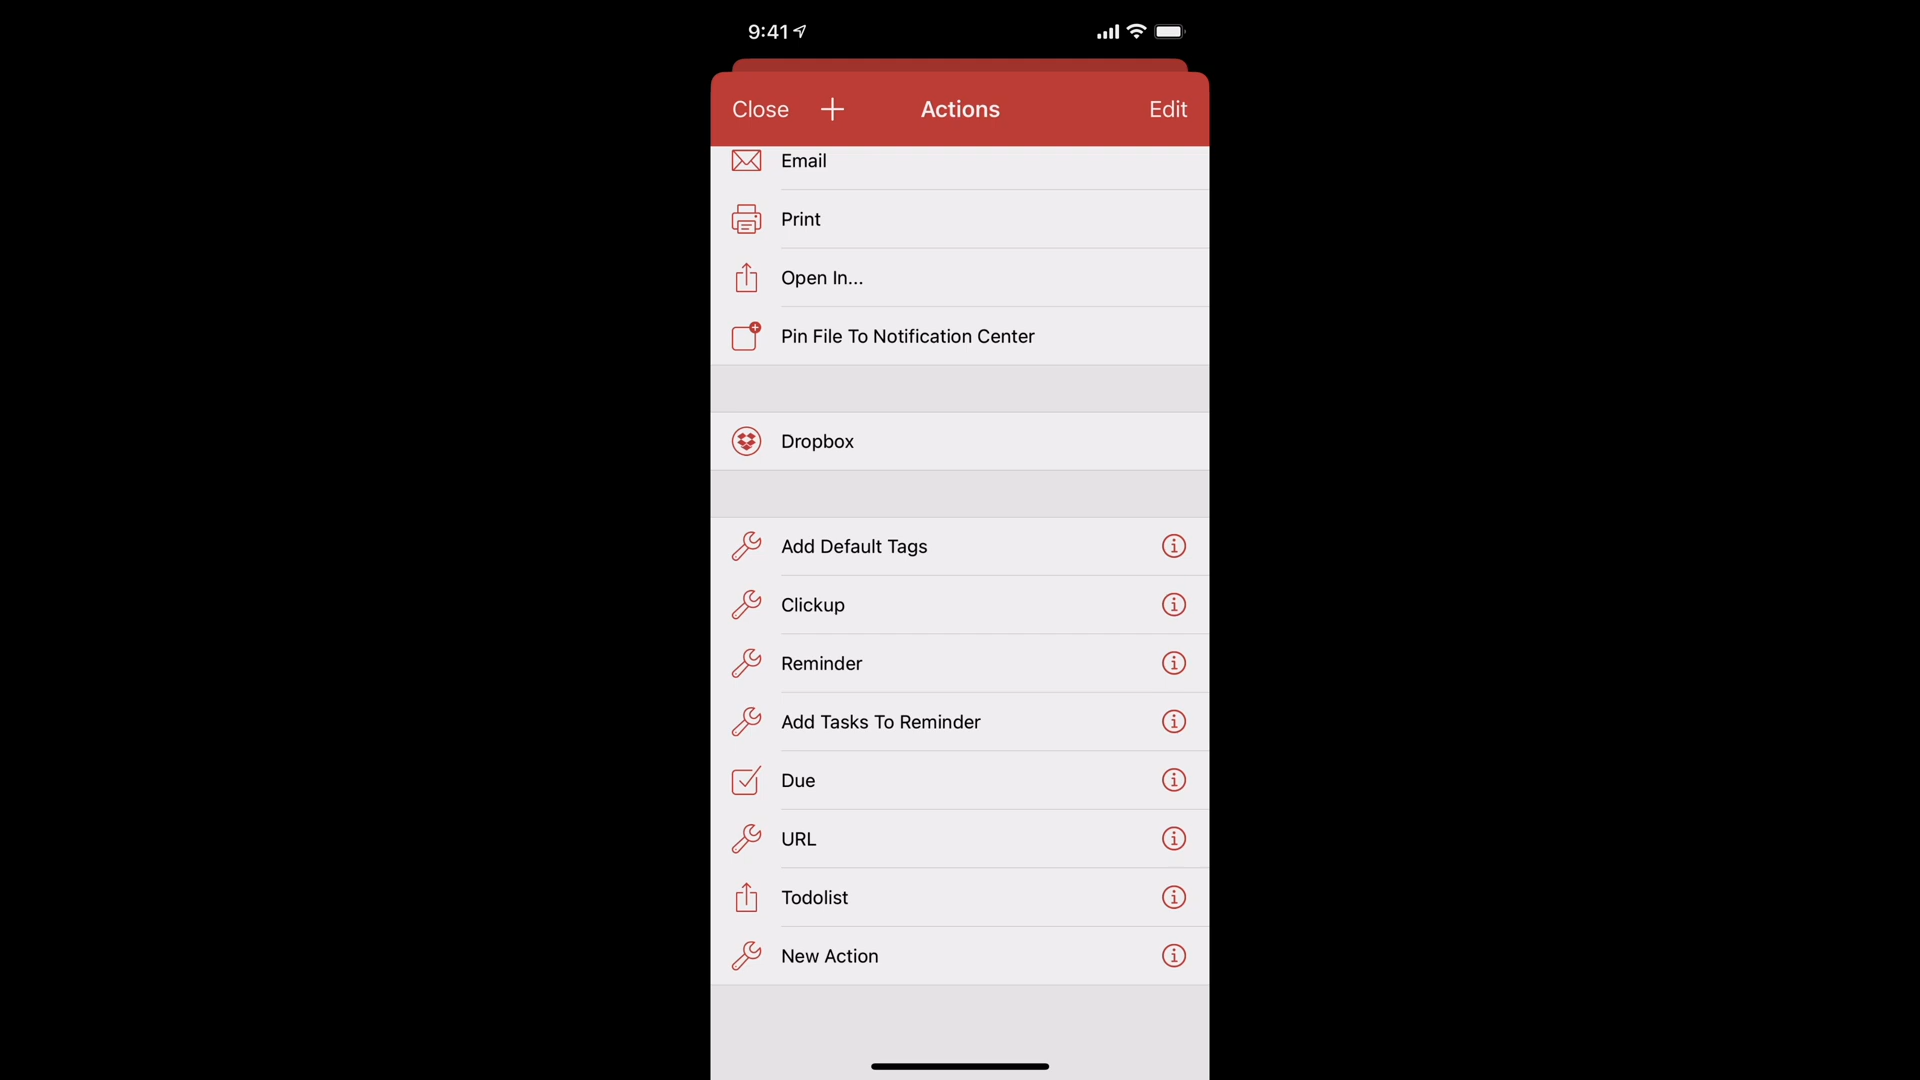 9:41
Close + Actions Edit
Email
Print
Open In...
Pin File To Notification Center
Dropbox
Add Default Tags
Clickup
Reminder
Add Tasks To Reminder
Due
URL
Todolist
New Action